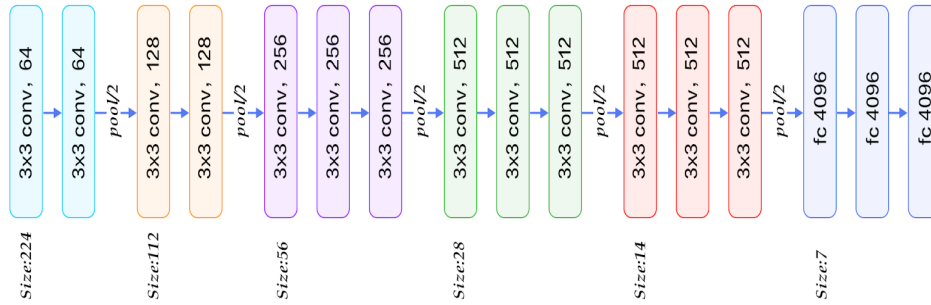 3x3 conv, 64
3x3 conv, 64
pool/2
3x3 conv, 128
3x3 conv, 128
pool/2
3x3 conv, 256
3x3 conv, 256
3x3 conv, 256
pool/2
3x3 conv, 512
3x3 conv, 512
3x3 conv, 512
pool/2
3x3 conv, 512
3x3 conv, 512
3x3 conv, 512
pool/2
fc 4096
fc 4096
fc 4096
Size:224
Size:112
Size:56
Size:28
Size:14
Size:7